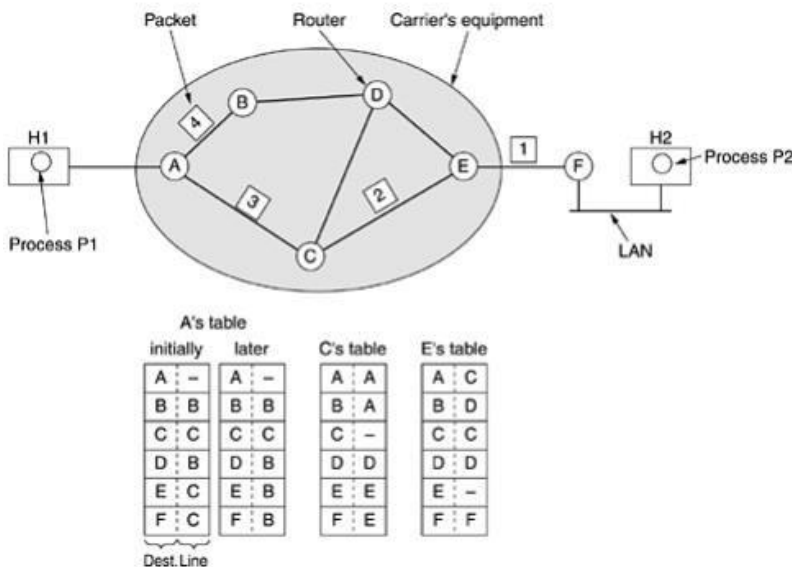 Packet Router Carrier's equipment
B D
4
H1 1 H2
A E F Process P2
3 2
Process P1 C LAN
A's table
initially later C's table E's table
A – A – A A A C
B B B B B A B D
C C C C C – C C
D B D B D D D D
E C E B E E E –
F C F B F E F F
Dest. Line